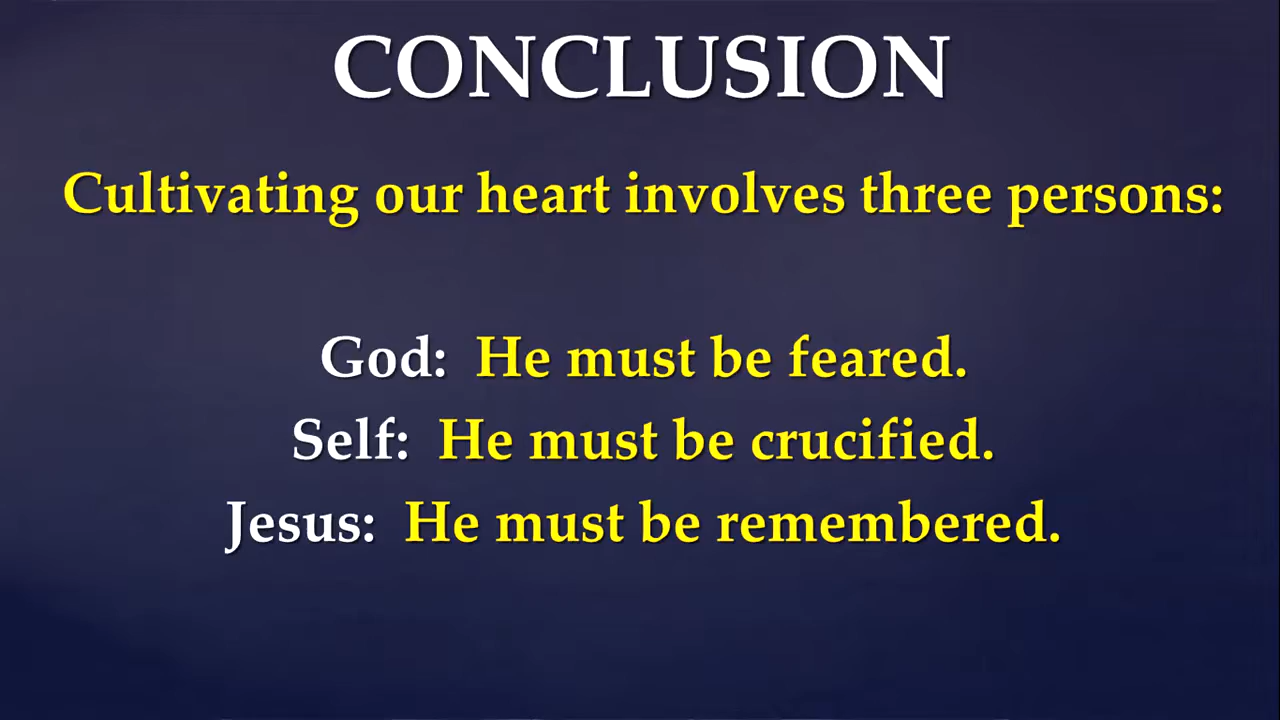 CONCLUSION
Cultivating our heart involves three persons:
God: He must be feared.
Self: He must be crucified.
Jesus: He must be remembered.